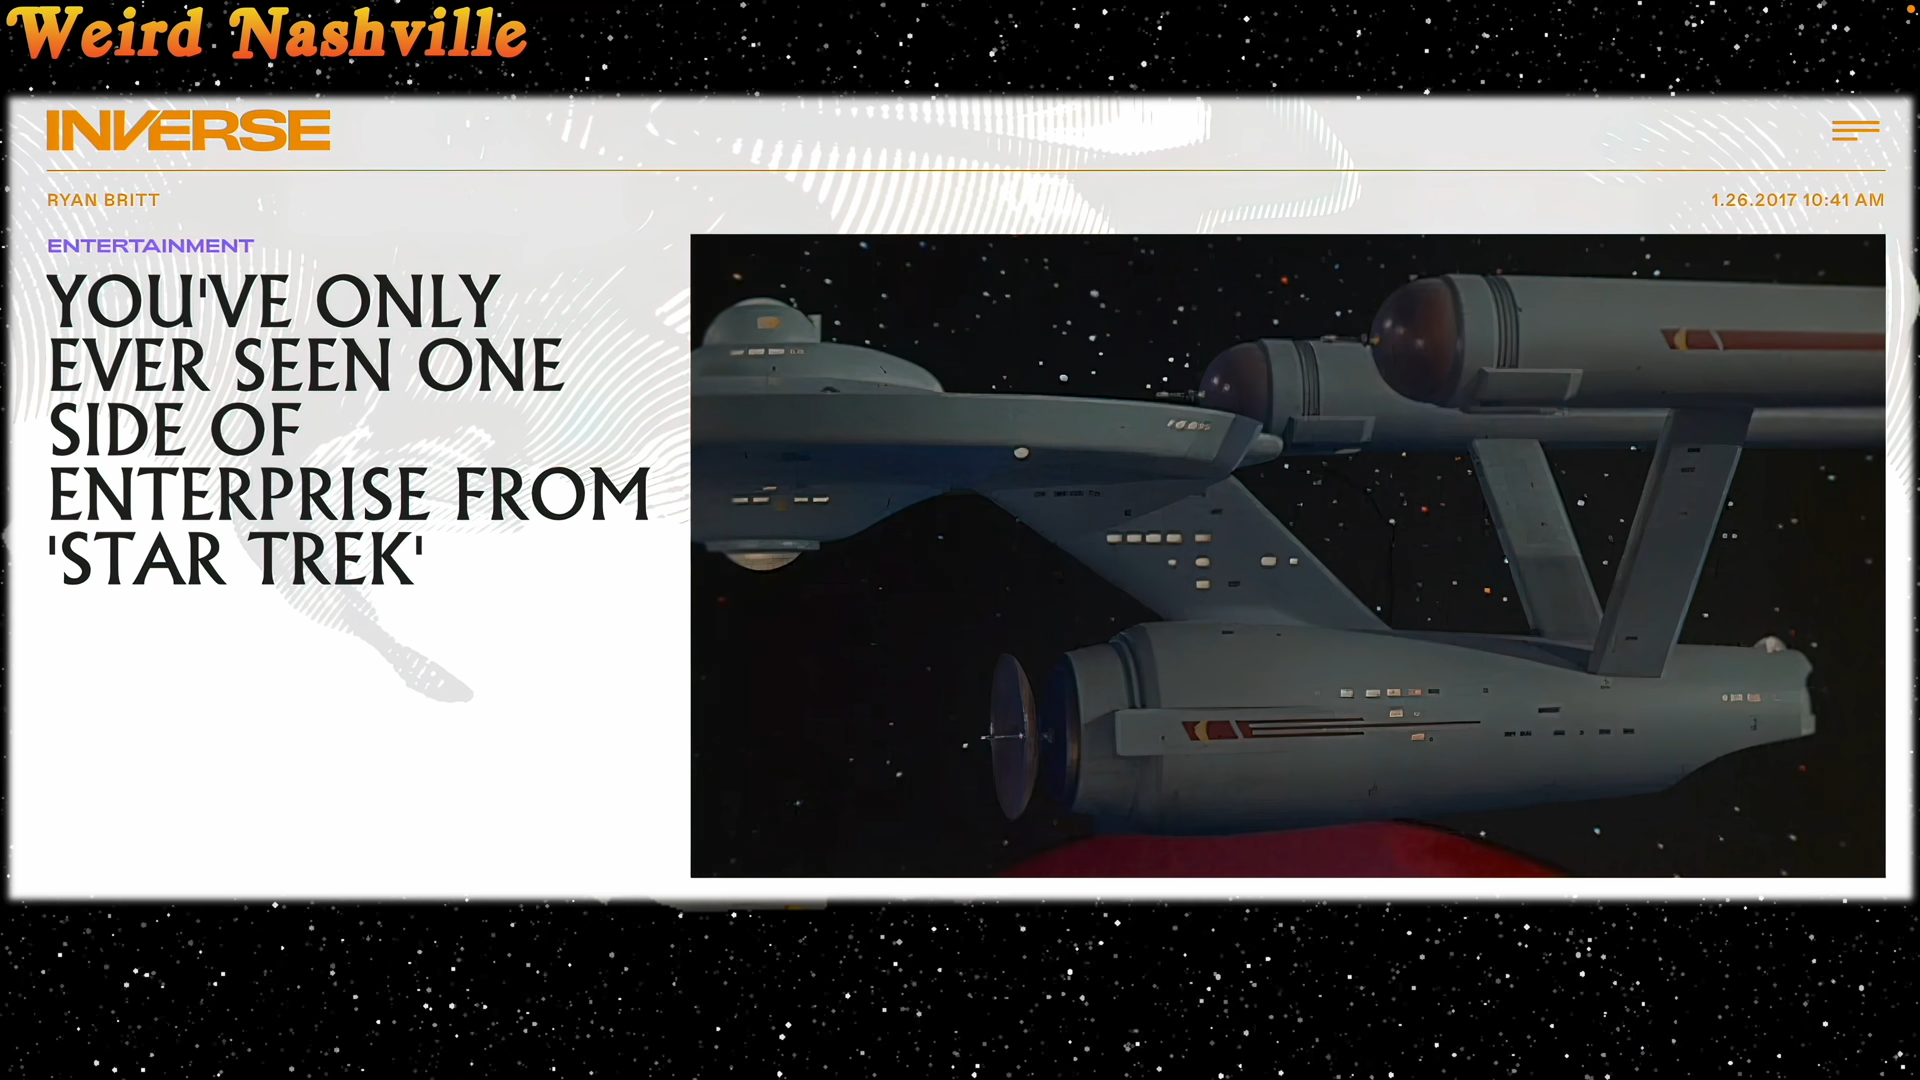 Weird Nashville
INVERSE
RYAN BRITT
1.26.2017 10:41 AM
ENTERTAINMENT
YOU'VE ONLY
EVER SEEN ONE
SIDE OF
ENTERPRISE FROM
'STAR TREK'